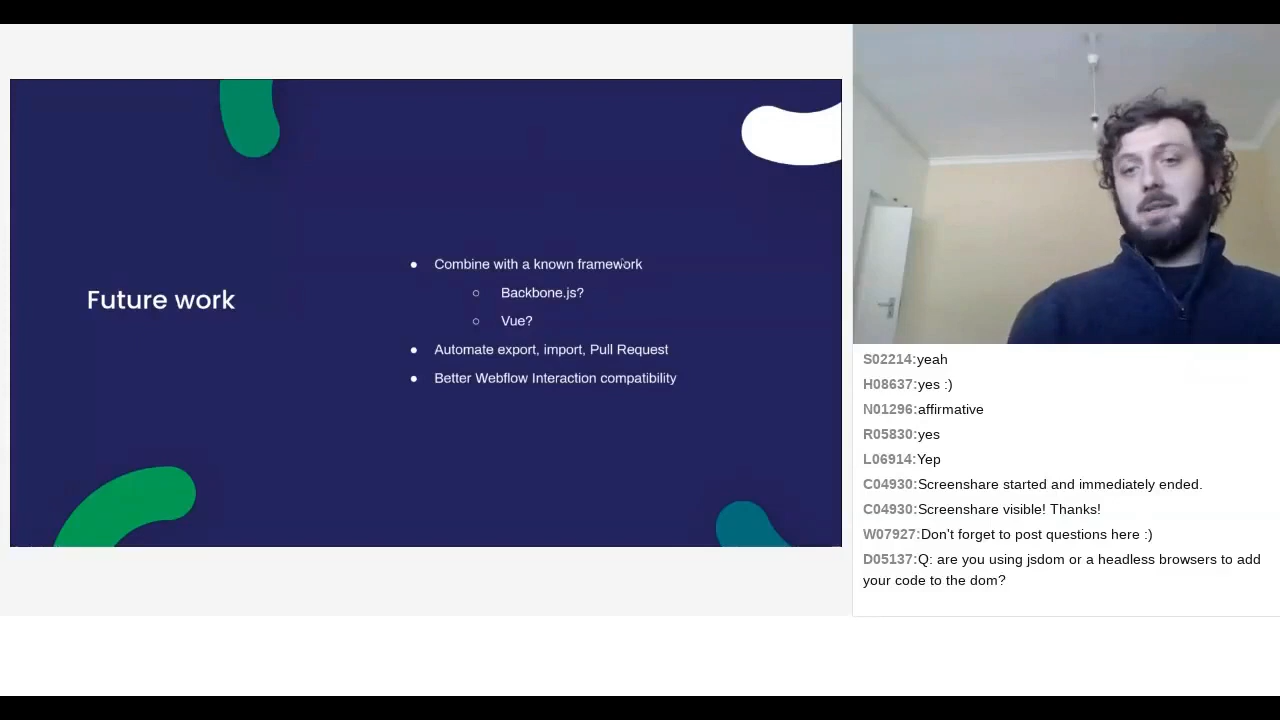 Future work
● Combine with a known framework
○ Backbone.js?
○ Vue?
● Automate export, import, Pull Request
● Better Webflow Interaction compatibility
S02214:yeah
H08637:yes :)
N01296:affirmative
R05830:yes
L06914:Yep
C04930:Screenshare started and immediately ended.
C04930:Screenshare visible! Thanks!
W07927:Don't forget to post questions here :)
D05137:Q: are you using jsdom or a headless browsers to add
your code to the dom?